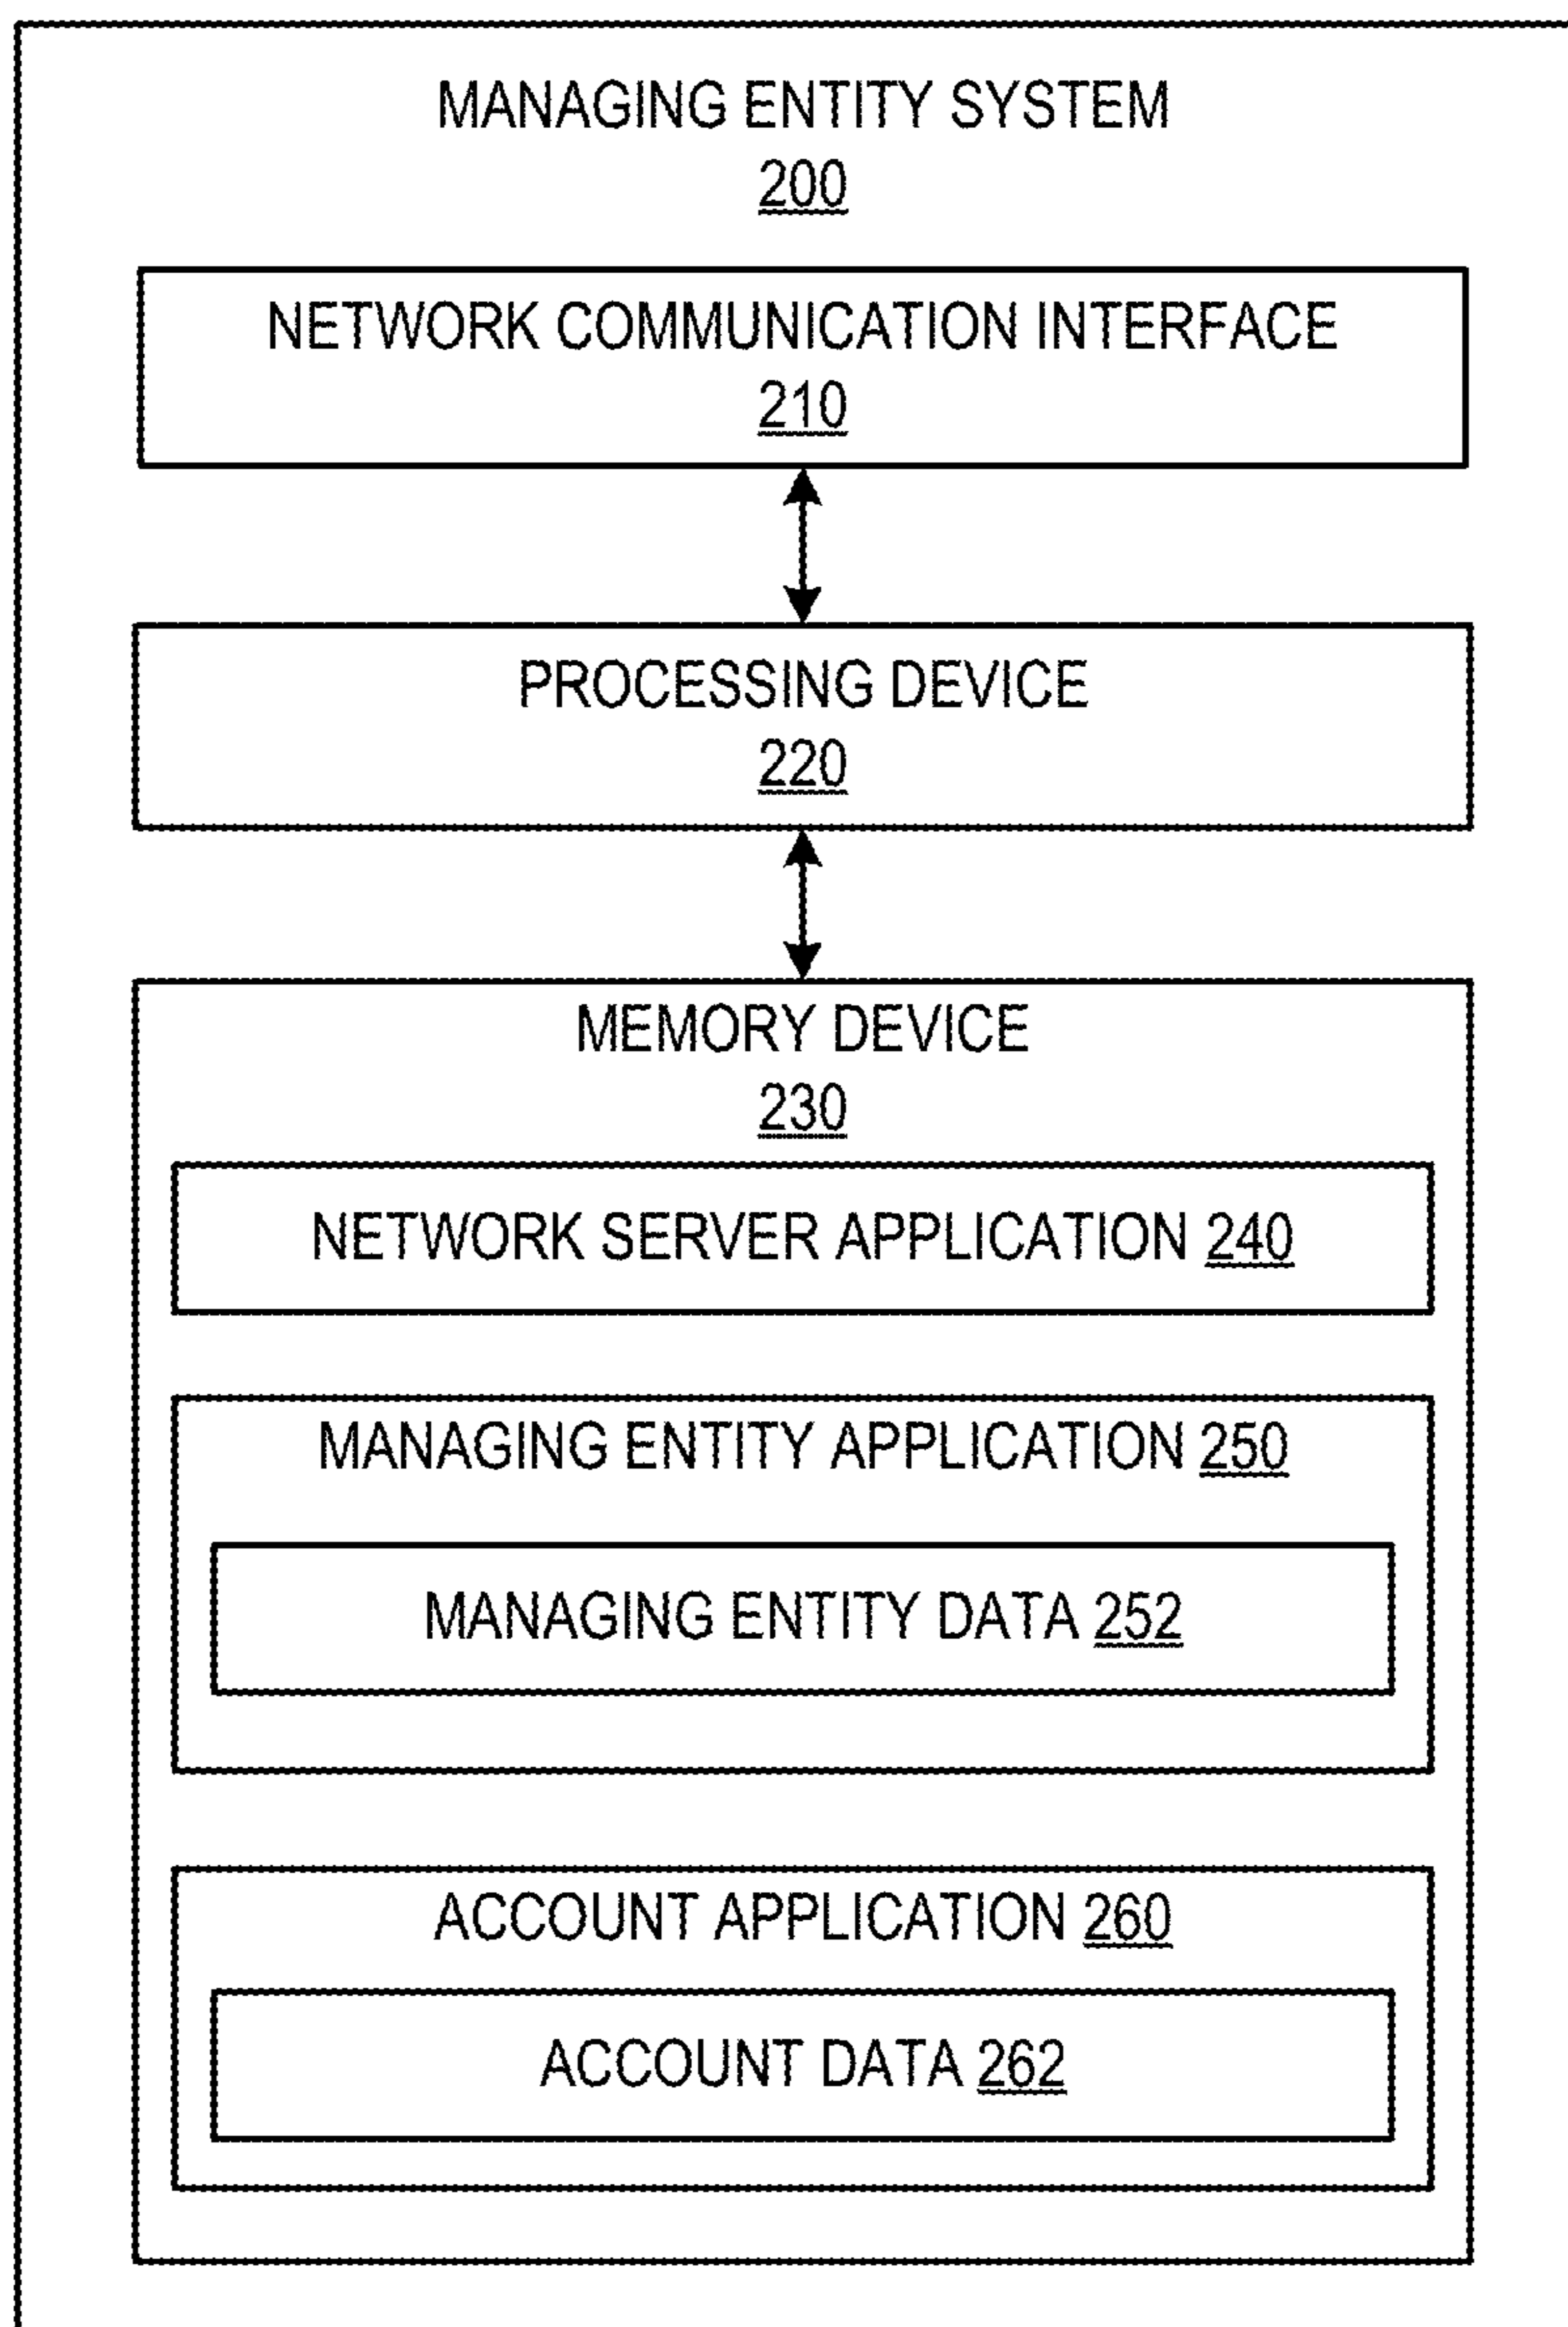 MANAGING ENTITY SYSTEM
200
NETWORK COMMUNICATION INTERFACE
210
PROCESSING DEVICE
220
MEMORY DEVICE
230
NETWORK SERVER APPLICATION 240
MANAGING ENTITY APPLICATION 250
MANAGING ENTITY DATA 252
ACCOUNT APPLICATION 260
ACCOUNT DATA 262